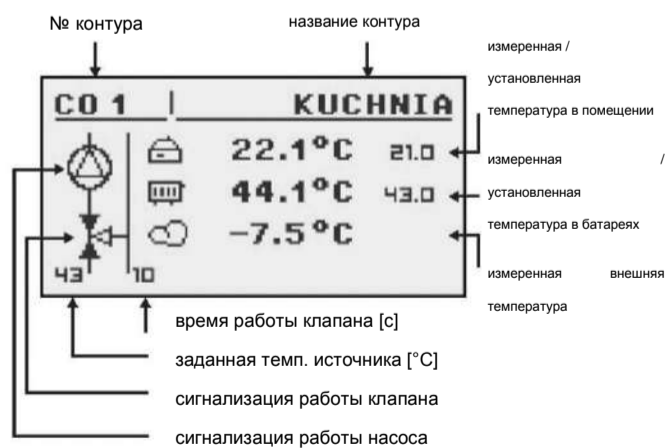 № контура
название контура
измеренная /
установленная
температура в помещении
измеренная /
установленная
температура в батареях
измеренная внешняя
температура
CO 1 KUCHNIA
22.1°C 21.0
44.1°C 43.0
-7.5°C
43 10
время работы клапана [с]
заданная темп. источника [°C]
сигнализация работы клапана
сигнализация работы насоса